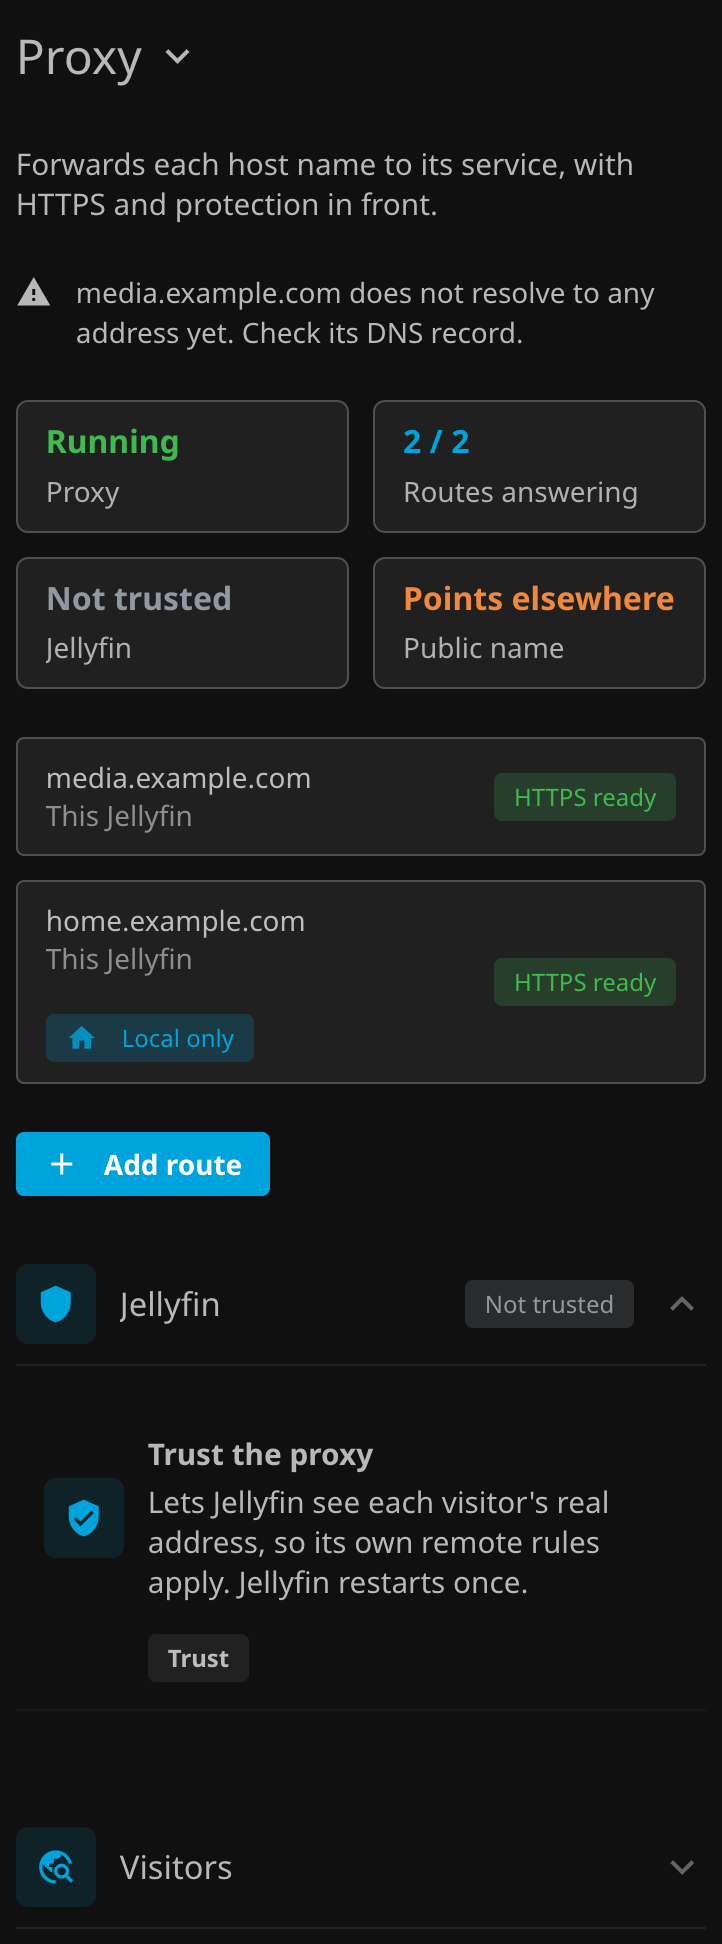 Proxy
Forwards each host name to its service, with
HTTPS and protection in front.
media.example.com does not resolve to any
address yet. Check its DNS record.
Running
Proxy
2 / 2
Routes answering
Not trusted
Jellyfin
Points elsewhere
Public name
media.example.com
This Jellyfin
HTTPS ready
home.example.com
This Jellyfin
HTTPS ready
Local only
Add route
Jellyfin
Not trusted
Trust the proxy
Lets Jellyfin see each visitor's real
address, so its own remote rules
apply. Jellyfin restarts once.
Trust
Visitors